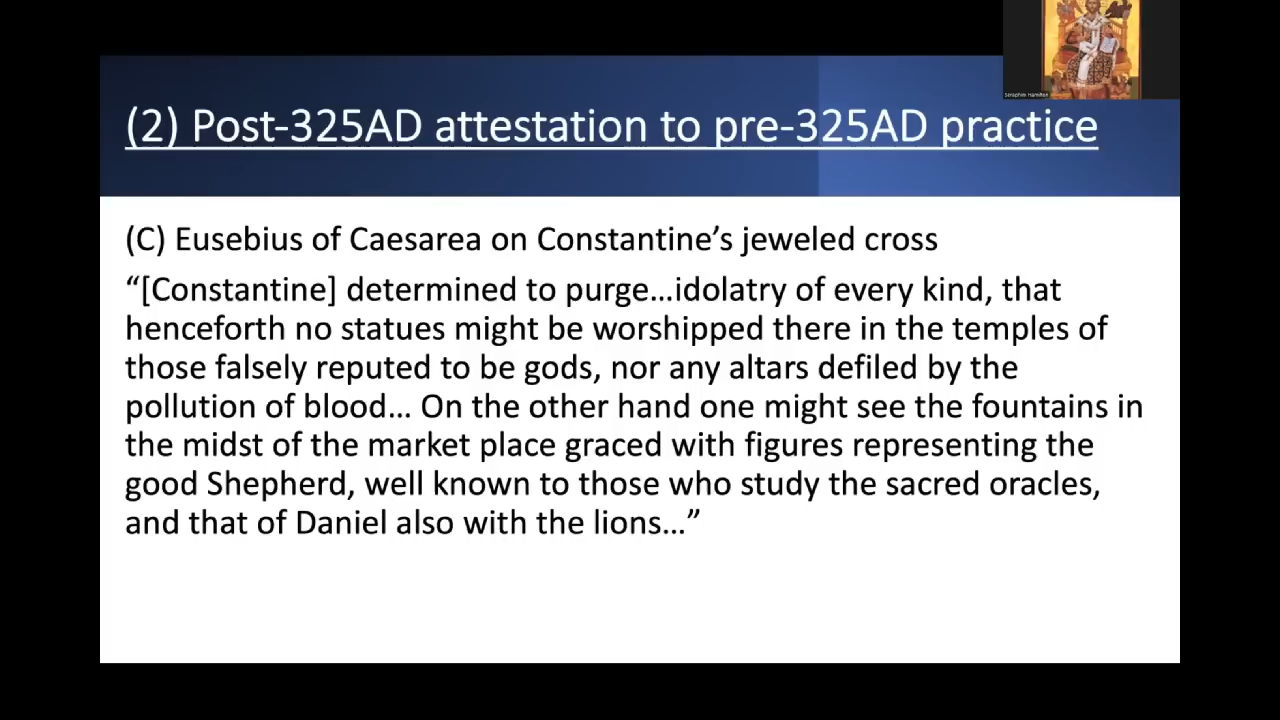 Seraphim Hamilton
(2) Post-325AD attestation to pre-325AD practice
(C) Eusebius of Caesarea on Constantine’s jeweled cross
“[Constantine] determined to purge…idolatry of every kind, that
henceforth no statues might be worshipped there in the temples of
those falsely reputed to be gods, nor any altars defiled by the
pollution of blood… On the other hand one might see the fountains in
the midst of the market place graced with figures representing the
good Shepherd, well known to those who study the sacred oracles,
and that of Daniel also with the lions…”